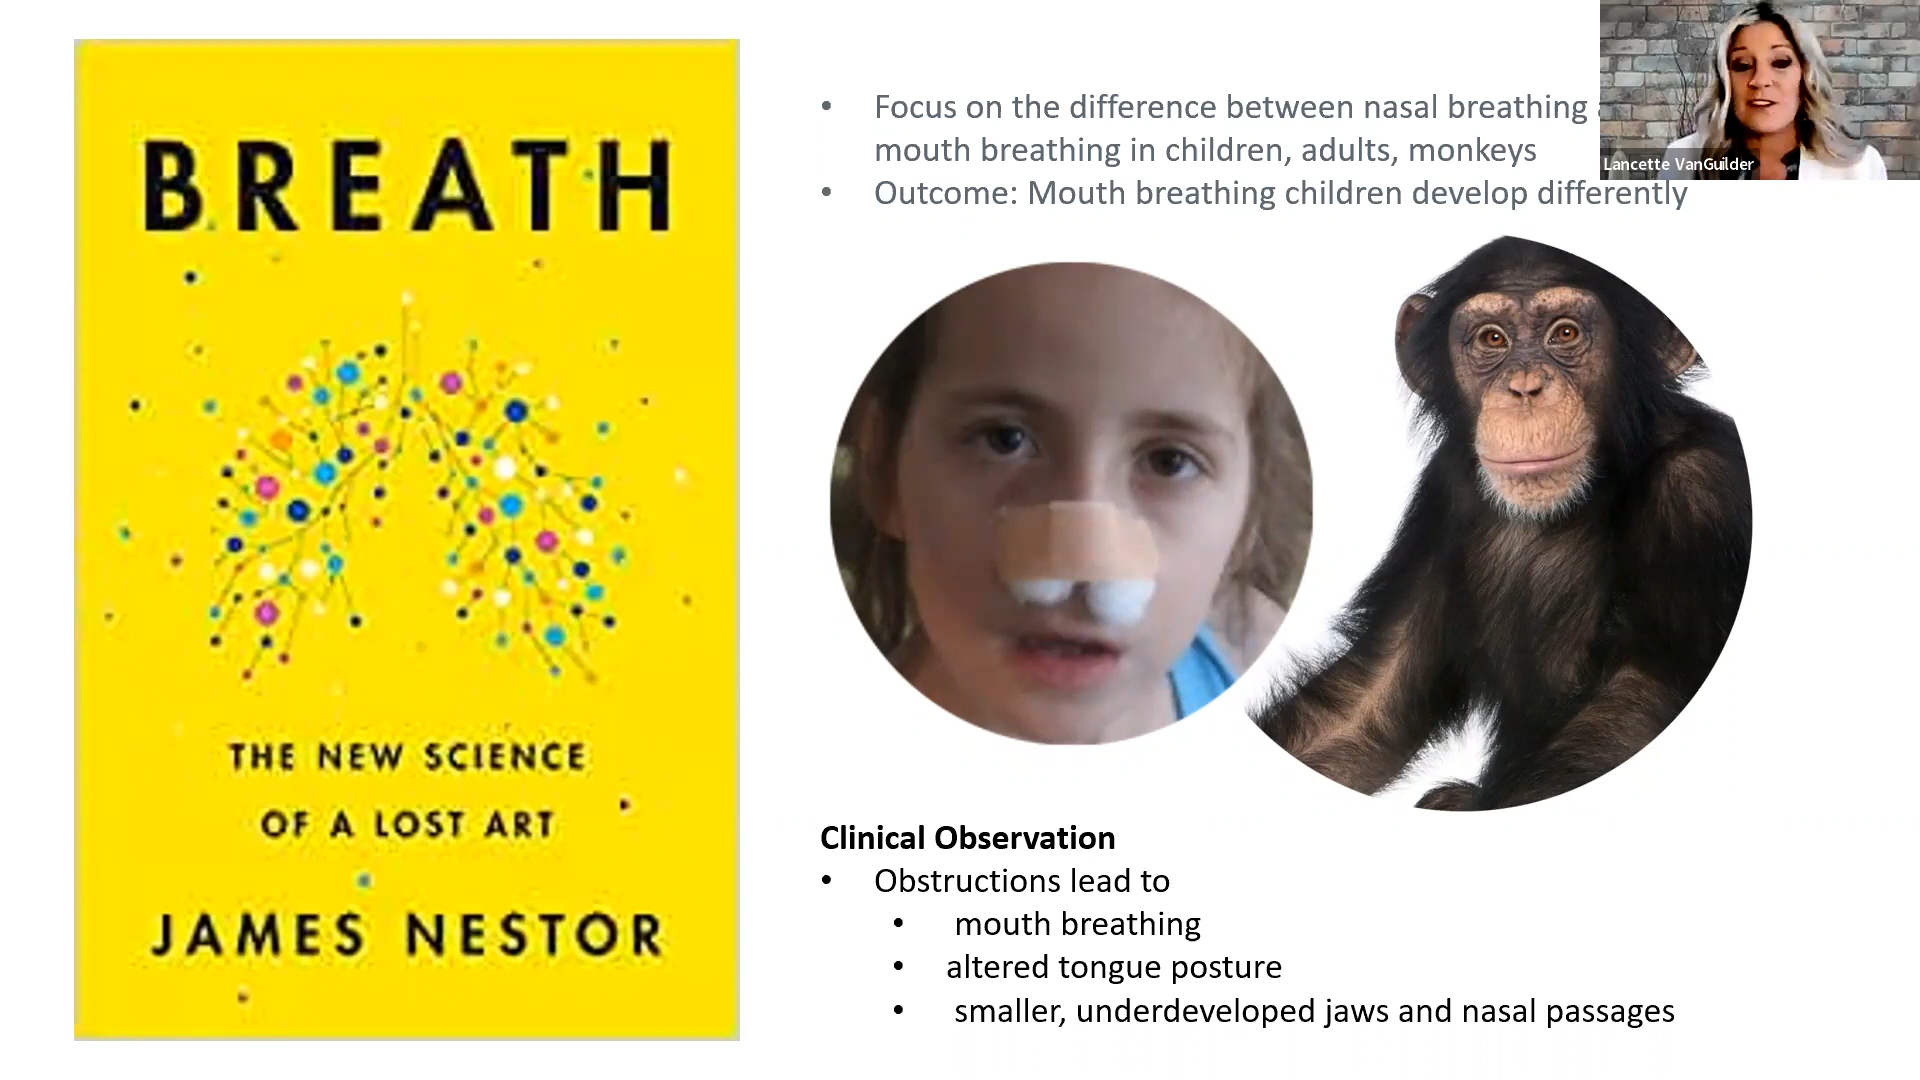 BREATH
THE NEW SCIENCE
OF A LOST ART
JAMES NESTOR
• Focus on the difference between nasal breathing
mouth breathing in children, adults, monkeys
• Outcome: Mouth breathing children develop differently
Lancette VanGuilder
Clinical Observation
• Obstructions lead to
• mouth breathing
• altered tongue posture
• smaller, underdeveloped jaws and nasal passages